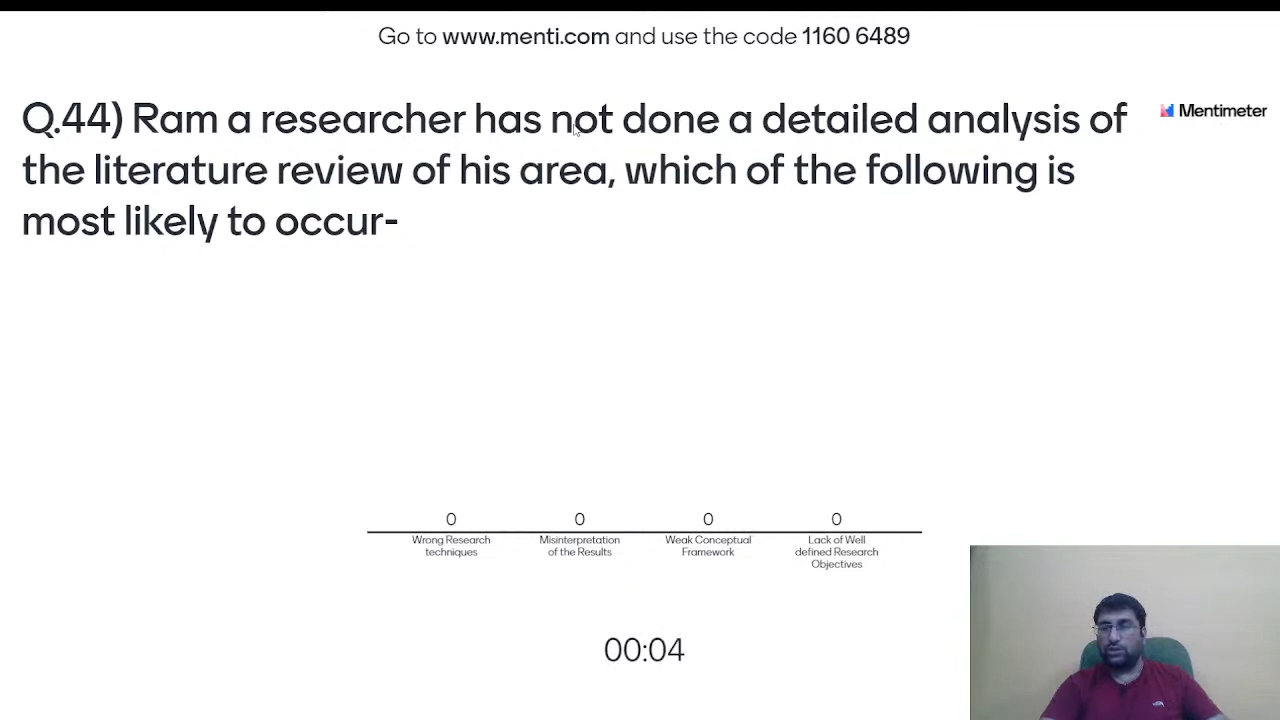 Go to www.menti.com and use the code 1160 6489
Q.44) Ram a researcher has not done a detailed analysis of
the literature review of his area, which of the following is
most likely to occur-
Mentimeter
0
0
0
0
Wrong Research
techniques
Misinterpretation
of the Results
Weak Conceptual
Framework
Lack of Well
defined Research
Objectives
00:04